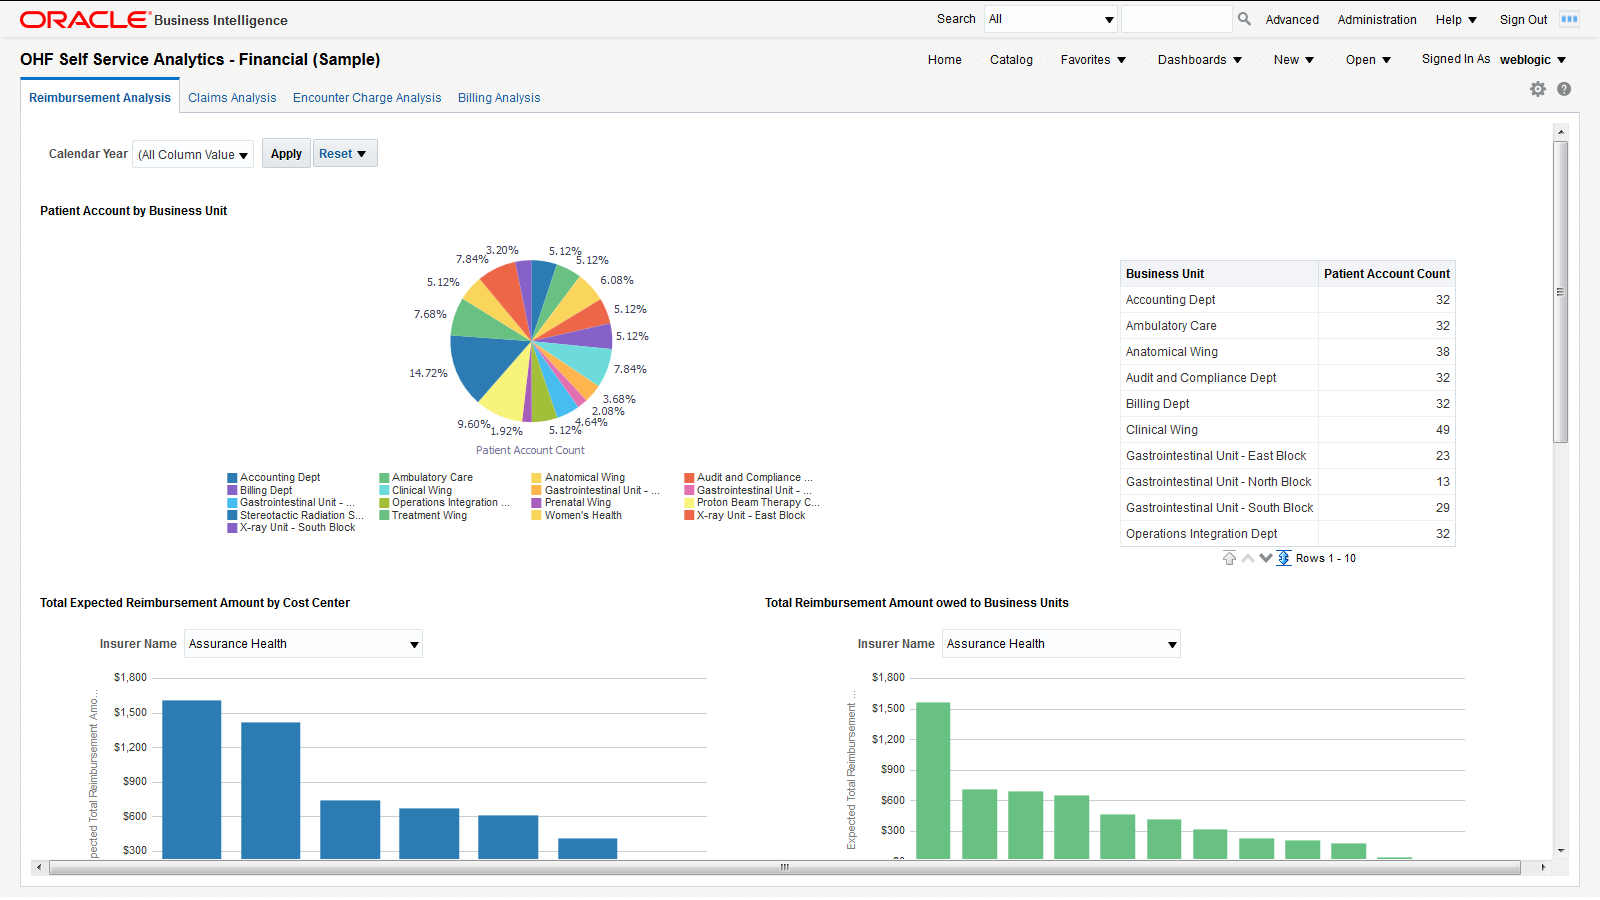 ORACLE Business Intelligence
Search All Advanced Administration Help Sign Out
OHF Self Service Analytics - Financial (Sample)
Home Catalog Favorites Dashboards New Open Signed In As weblogic
Reimbursement Analysis Claims Analysis Encounter Charge Analysis Billing Analysis
Calendar Year (All Column Value Apply Reset
Patient Account by Business Unit
3.20% 5.12%
7.84% 5.12%
5.12% 6.08%
7.68% 5.12%
5.12%
14.72% 7.84%
3.68%
2.08%
9.60% 1.92% 5.12% 4.64%
Patient Account Count
Accounting Dept Ambulatory Care Anatomical Wing Audit and Compliance ...
Billing Dept Clinical Wing Gastrointestinal Unit - ... Gastrointestinal Unit - ...
Gastrointestinal Unit - ... Operations Integration ... Prenatal Wing Proton Beam Therapy C...
Stereotactic Radiation S... Treatment Wing Women's Health X-ray Unit - East Block
X-ray Unit - South Block
Business Unit Patient Account Count
Accounting Dept 32
Ambulatory Care 32
Anatomical Wing 38
Audit and Compliance Dept 32
Billing Dept 32
Clinical Wing 49
Gastrointestinal Unit - East Block 23
Gastrointestinal Unit - North Block 13
Gastrointestinal Unit - South Block 29
Operations Integration Dept 32
Rows 1 - 10
Total Expected Reimbursement Amount by Cost Center
Insurer Name Assurance Health
$1,800
$1,500
$1,200
$900
$600
$300
pected Total Reimbursement Amo...
Total Reimbursement Amount owed to Business Units
Insurer Name Assurance Health
$1,800
$1,500
$1,200
$900
$600
$300
Expected Total Reimbursement ...